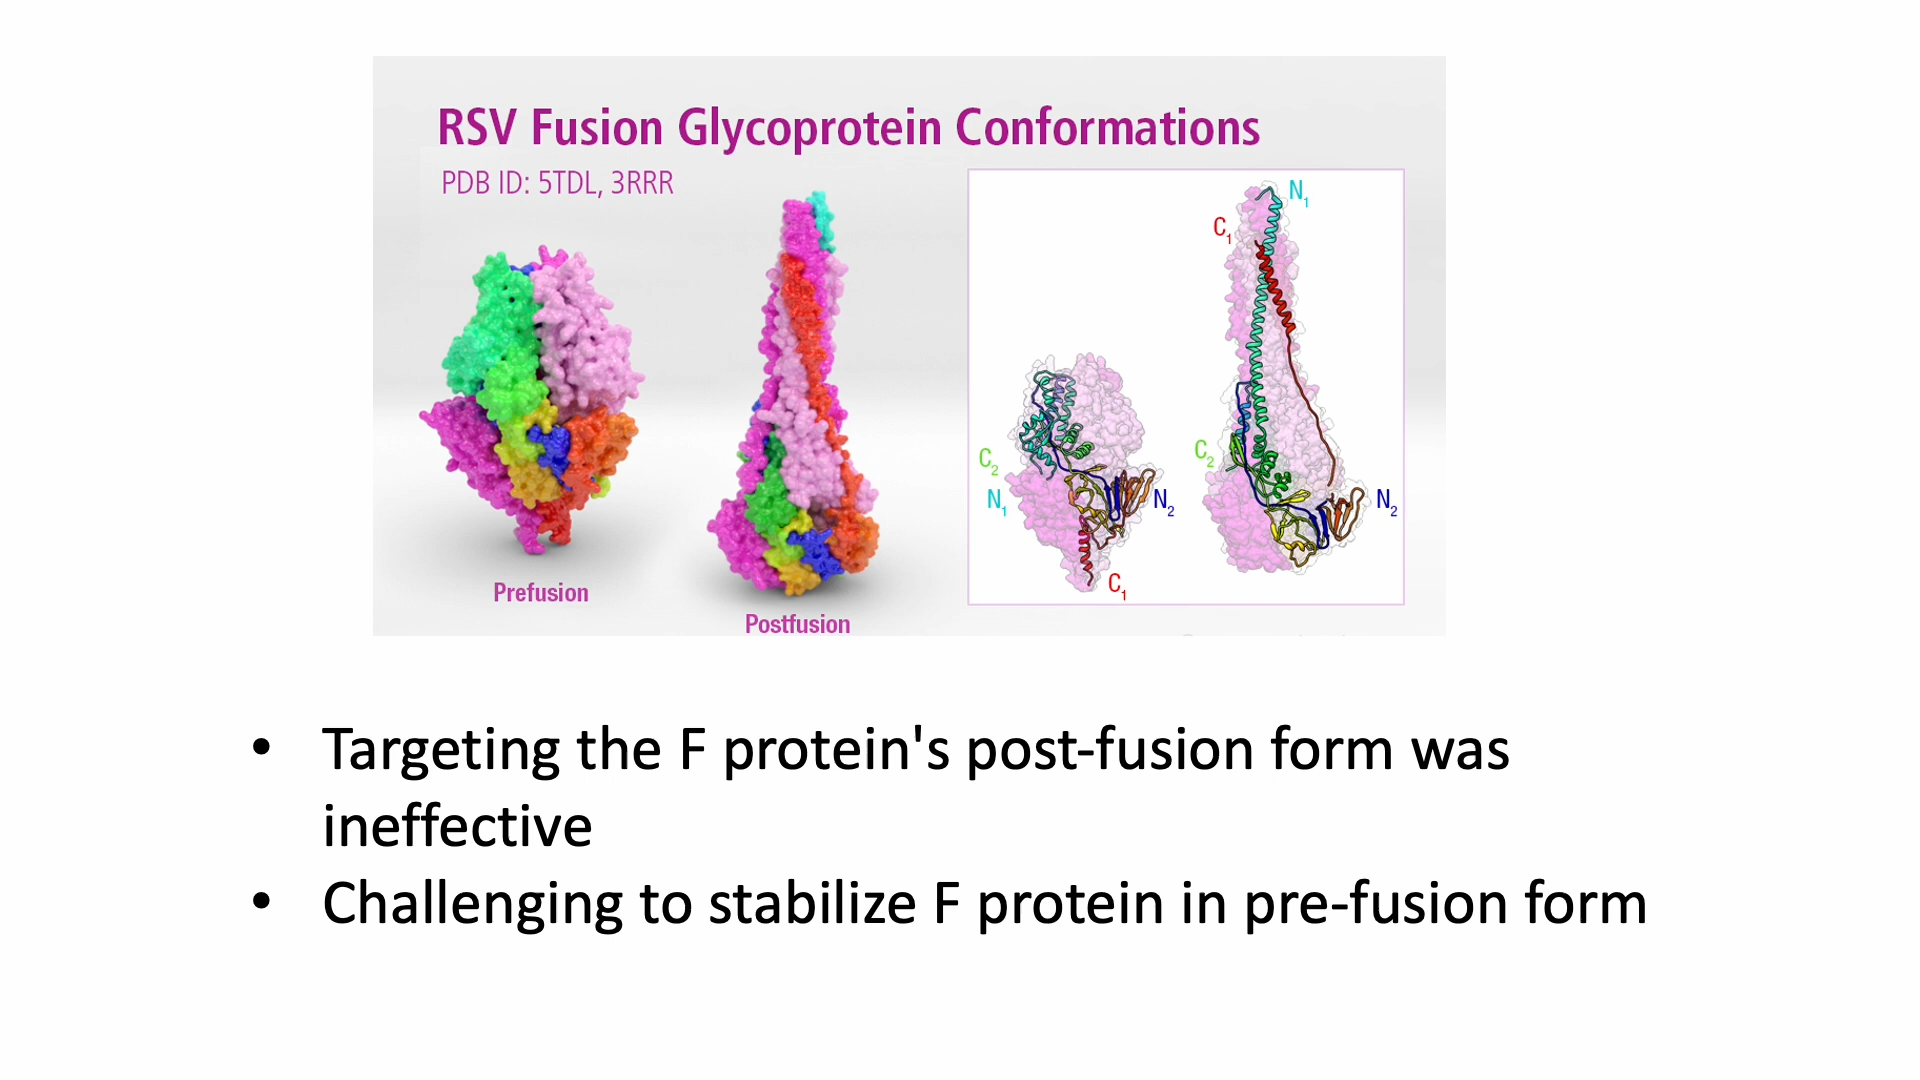 RSV Fusion Glycoprotein Conformations
PDB ID: 5TDL, 3RRR
Prefusion
Postfusion
N1
C1
C2
N1
N2
C1
C2
N2
• Targeting the F protein's post-fusion form was
ineffective
• Challenging to stabilize F protein in pre-fusion form